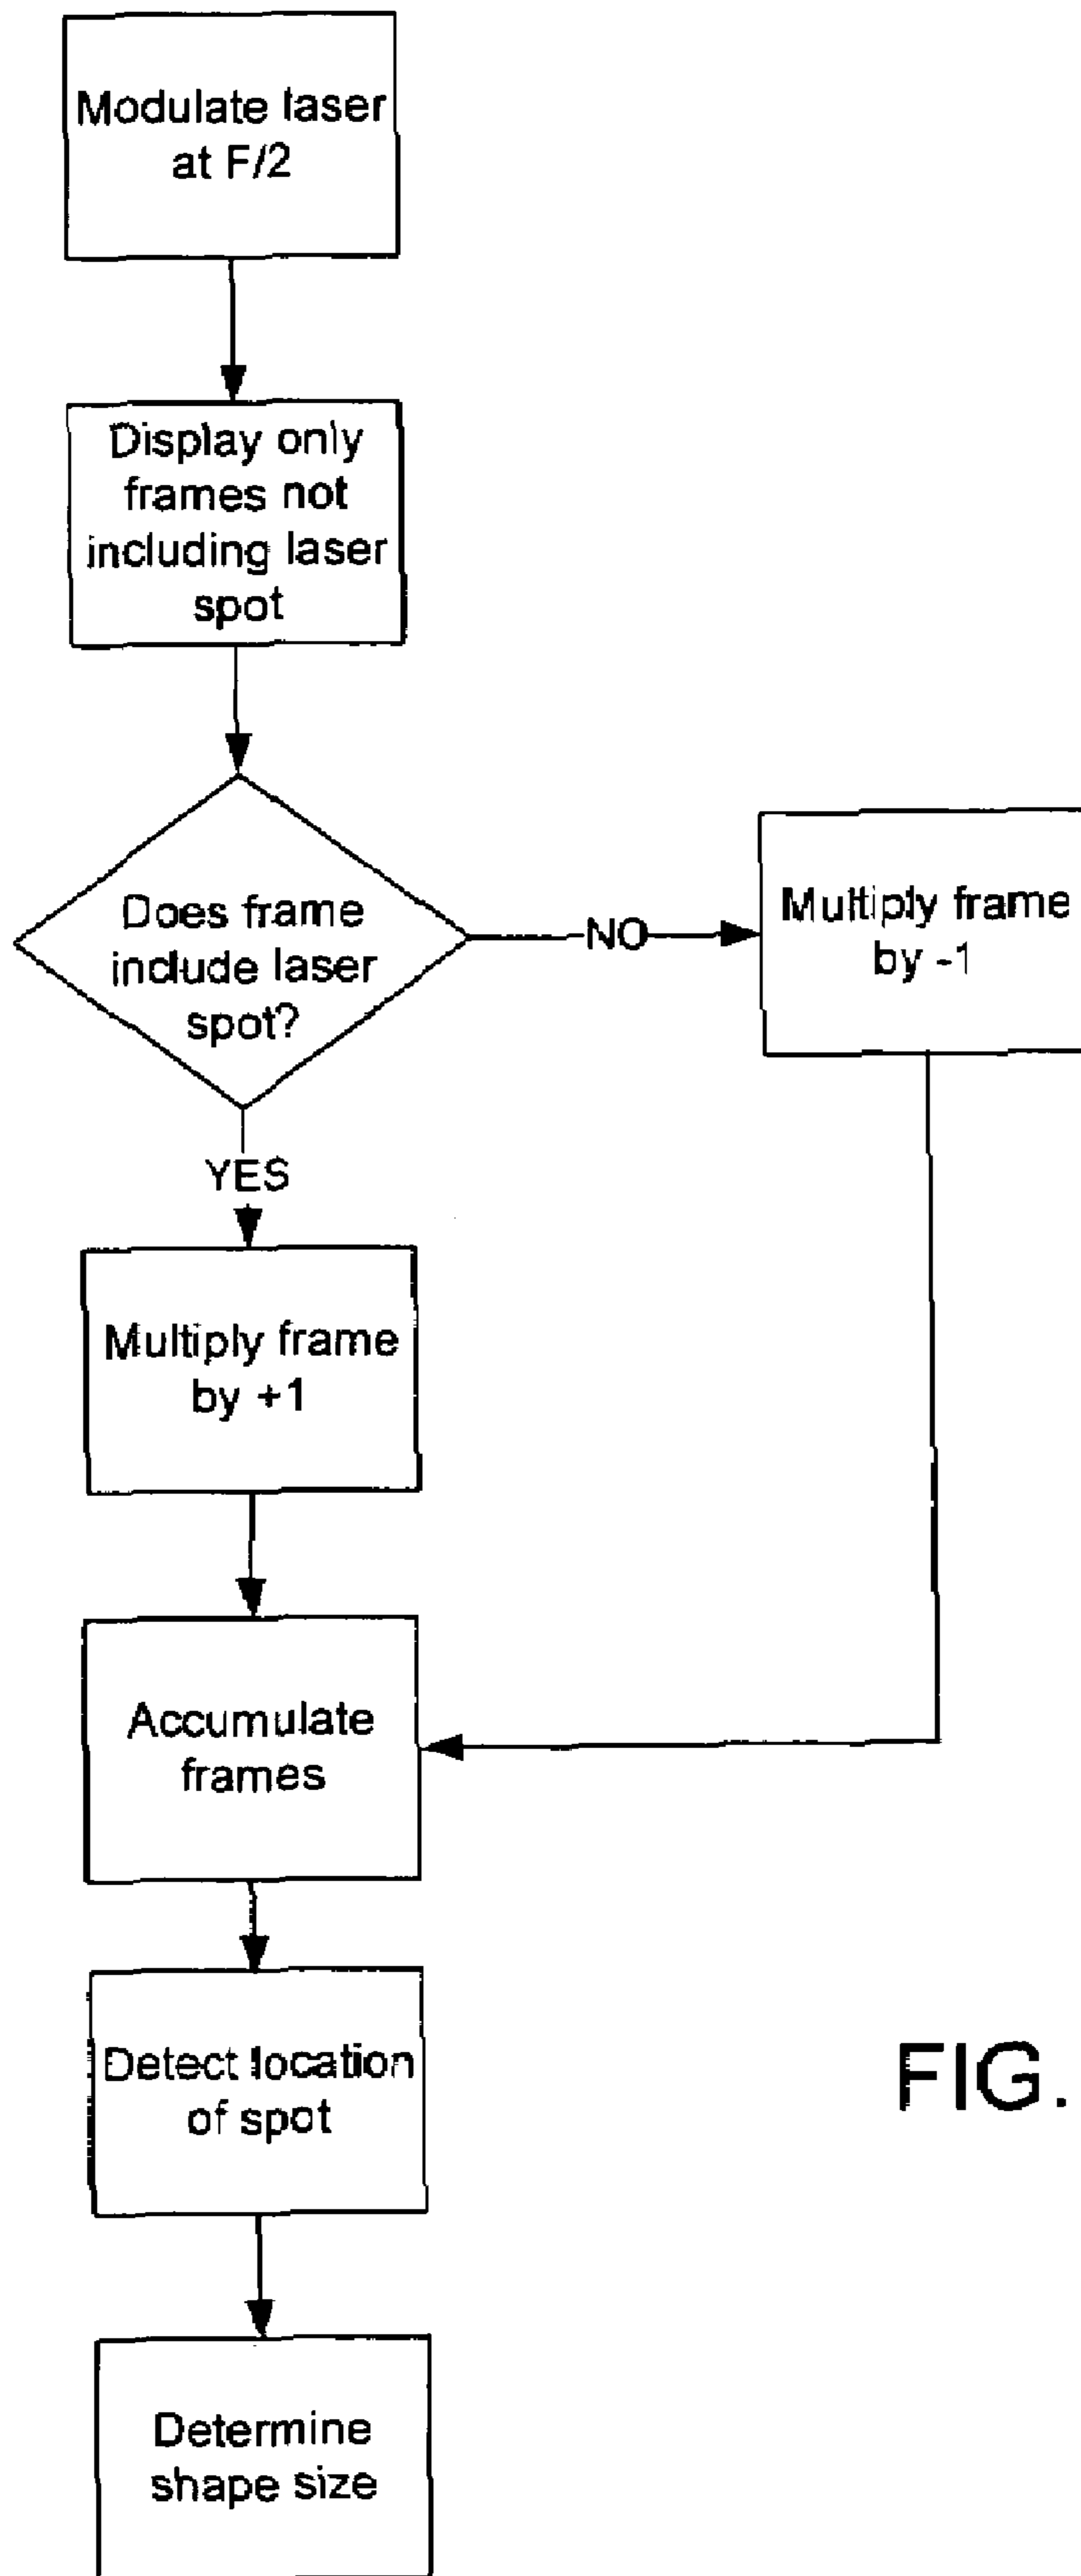 Modulate laser
at F/2
Display only
frames not
including laser
spot
Does frame
include laser
spot?
NO
Multiply frame
by -1
YES
Multiply frame
by +1
Accumulate
frames
Detect location
of spot
FIG.
Determine
shape size